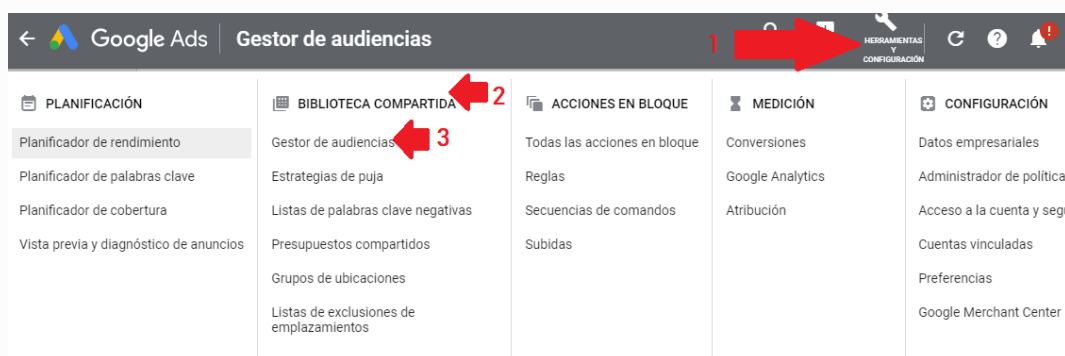 Google Ads Gestor de audiencias
1
HERRAMIENTAS
Y
CONFIGURACIÓN
!
PLANIFICACIÓN
Planificador de rendimiento
Planificador de palabras clave
Planificador de cobertura
Vista previa y diagnóstico de anuncios
BIBLIOTECA COMPARTIDA
2
Gestor de audiencias
3
Estrategias de puja
Listas de palabras clave negativas
Presupuestos compartidos
Grupos de ubicaciones
Listas de exclusiones de
emplazamientos
ACCIONES EN BLOQUE
Todas las acciones en bloque
Reglas
Secuencias de comandos
Subidas
MEDICIÓN
Conversiones
Google Analytics
Atribución
CONFIGURACIÓN
Datos empresariales
Administrador de política
Acceso a la cuenta y seg
Cuentas vinculadas
Preferencias
Google Merchant Center